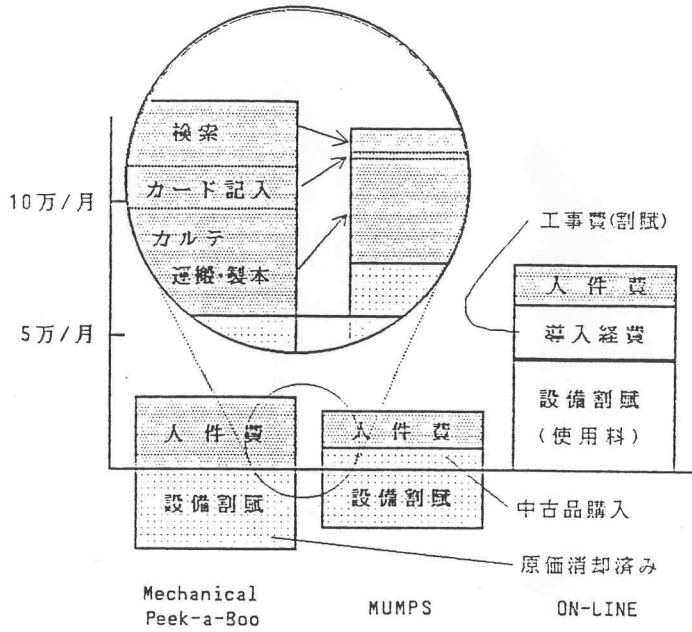 検索
カード記入
カルテ
運搬・製本
10万/月
5万/月
工事費(割賦)
人件費
導入経費
設備割賦
(使用料)
人件費
設備割賦
人件費
設備割賦
中古品購入
原価消却済み
Mechanical
Peek-a-Boo
MUMPS
ON-LINE